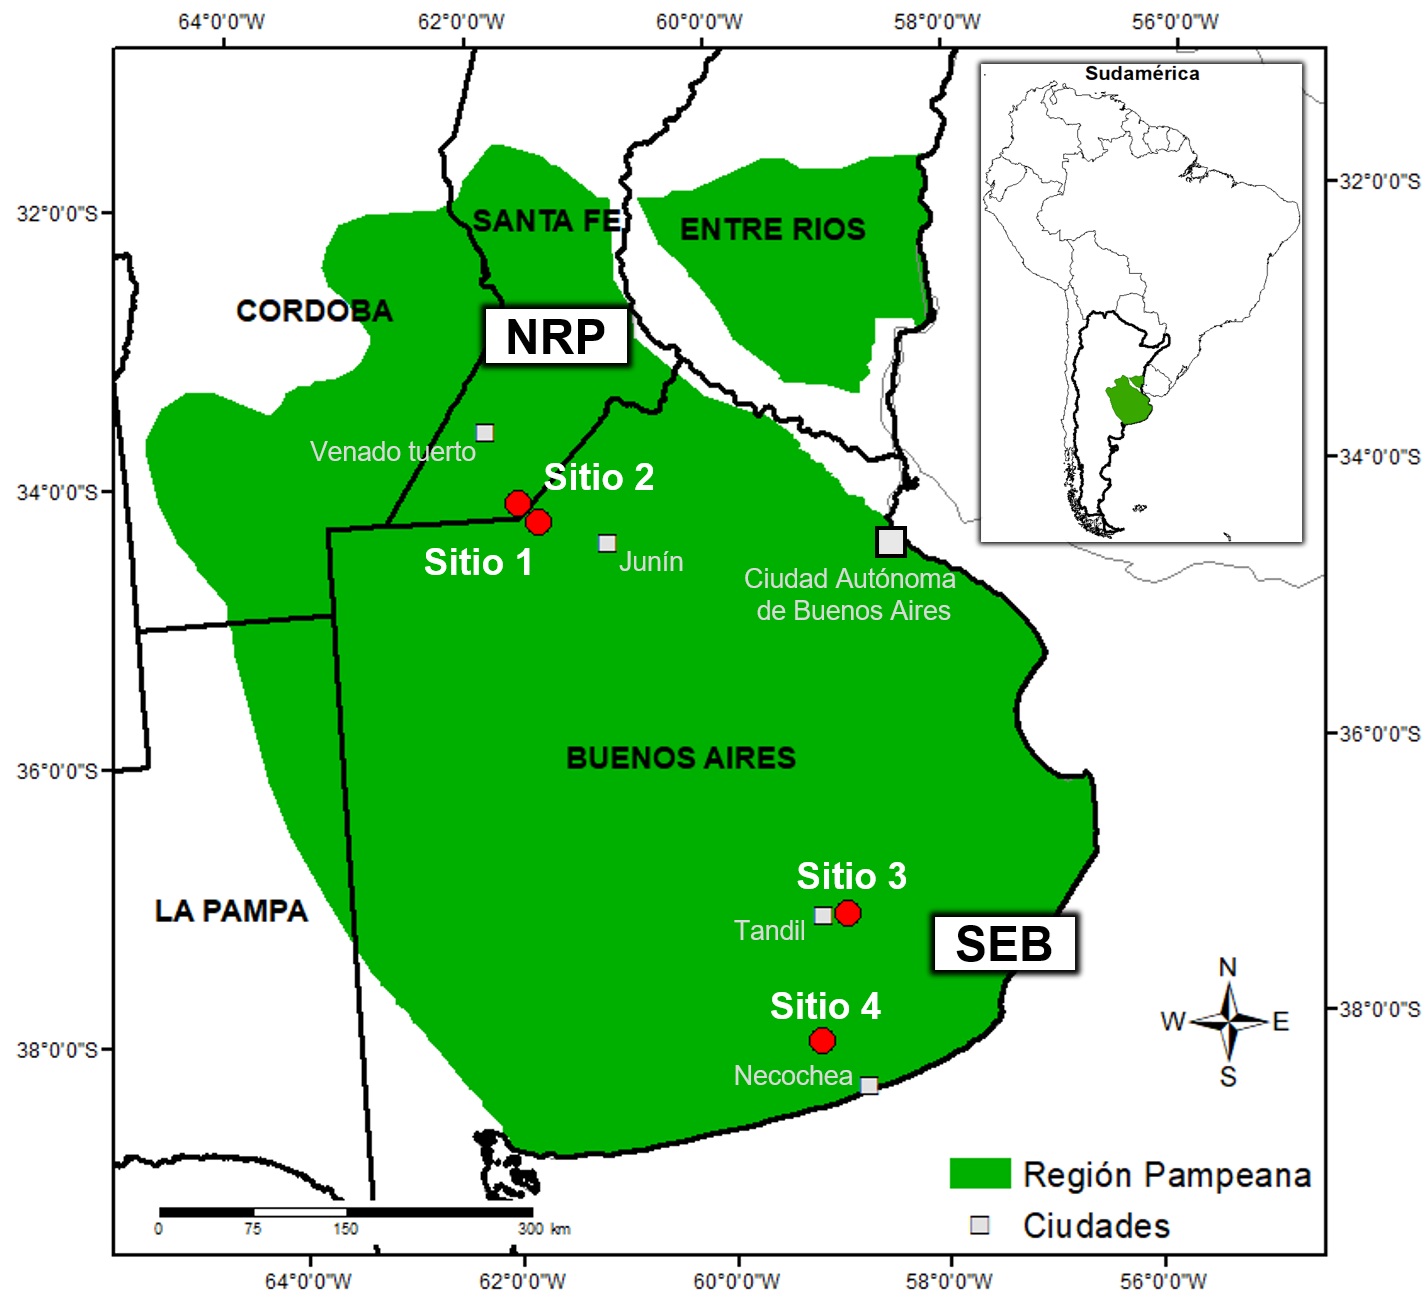 64°0'0"W
62°0'0"W
60°0'0"W
58°0'0"W
56°0'0"W
Sudamérica
32°0'0"S
32°0'0"S
SANTA FE
ENTRE RIOS
CORDOBA
NRP
Venado tuerto
34°0'0"S
34°0'0"S
Sitio 2
Sitio 1
Junín
Ciudad Autónoma
de Buenos Aires
36°0'0"S
36°0'0"S
BUENOS AIRES
Sitio 3
LA PAMPA
Tandil
SEB
N
W
E
S
38°0'0"S
38°0'0"S
Sitio 4
Necochea
Región Pampeana
Ciudades
0
75
150
300 km
64°0'0"W
62°0'0"W
60°0'0"W
58°0'0"W
56°0'0"W